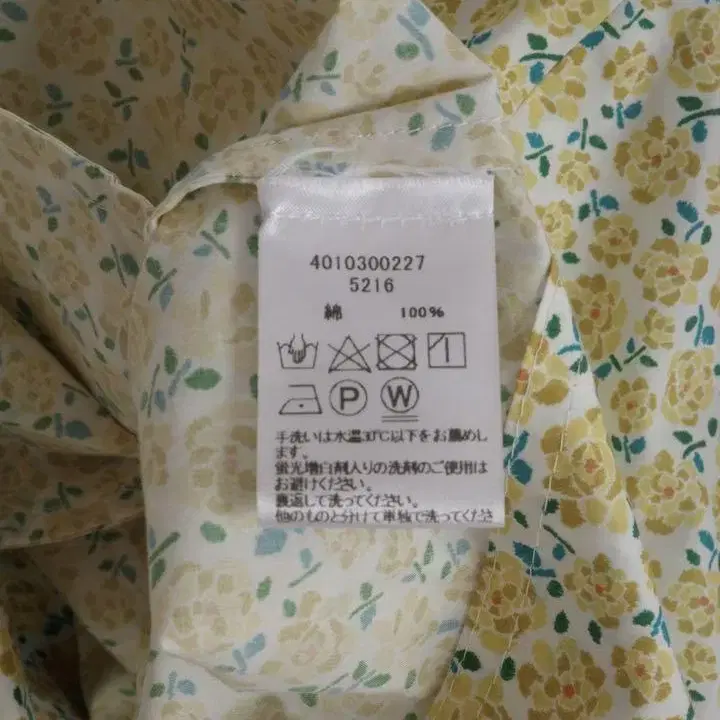 4010300227
5216
綿 100%
P W
手洗いは水温30℃以下をお薦めし
ます。
蛍光増白剤入りの洗剤のご使用は
お避けください。
裏返して洗ってください。
他のものと分けて単独で洗ってくださ